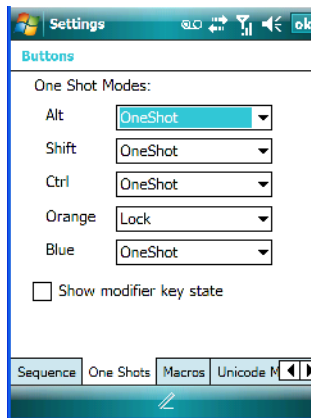 Settings ok
Buttons
One Shot Modes:
Alt OneShot
Shift OneShot
Ctrl OneShot
Orange Lock
Blue OneShot
Show modifier key state
Sequence One Shots Macros Unicode M